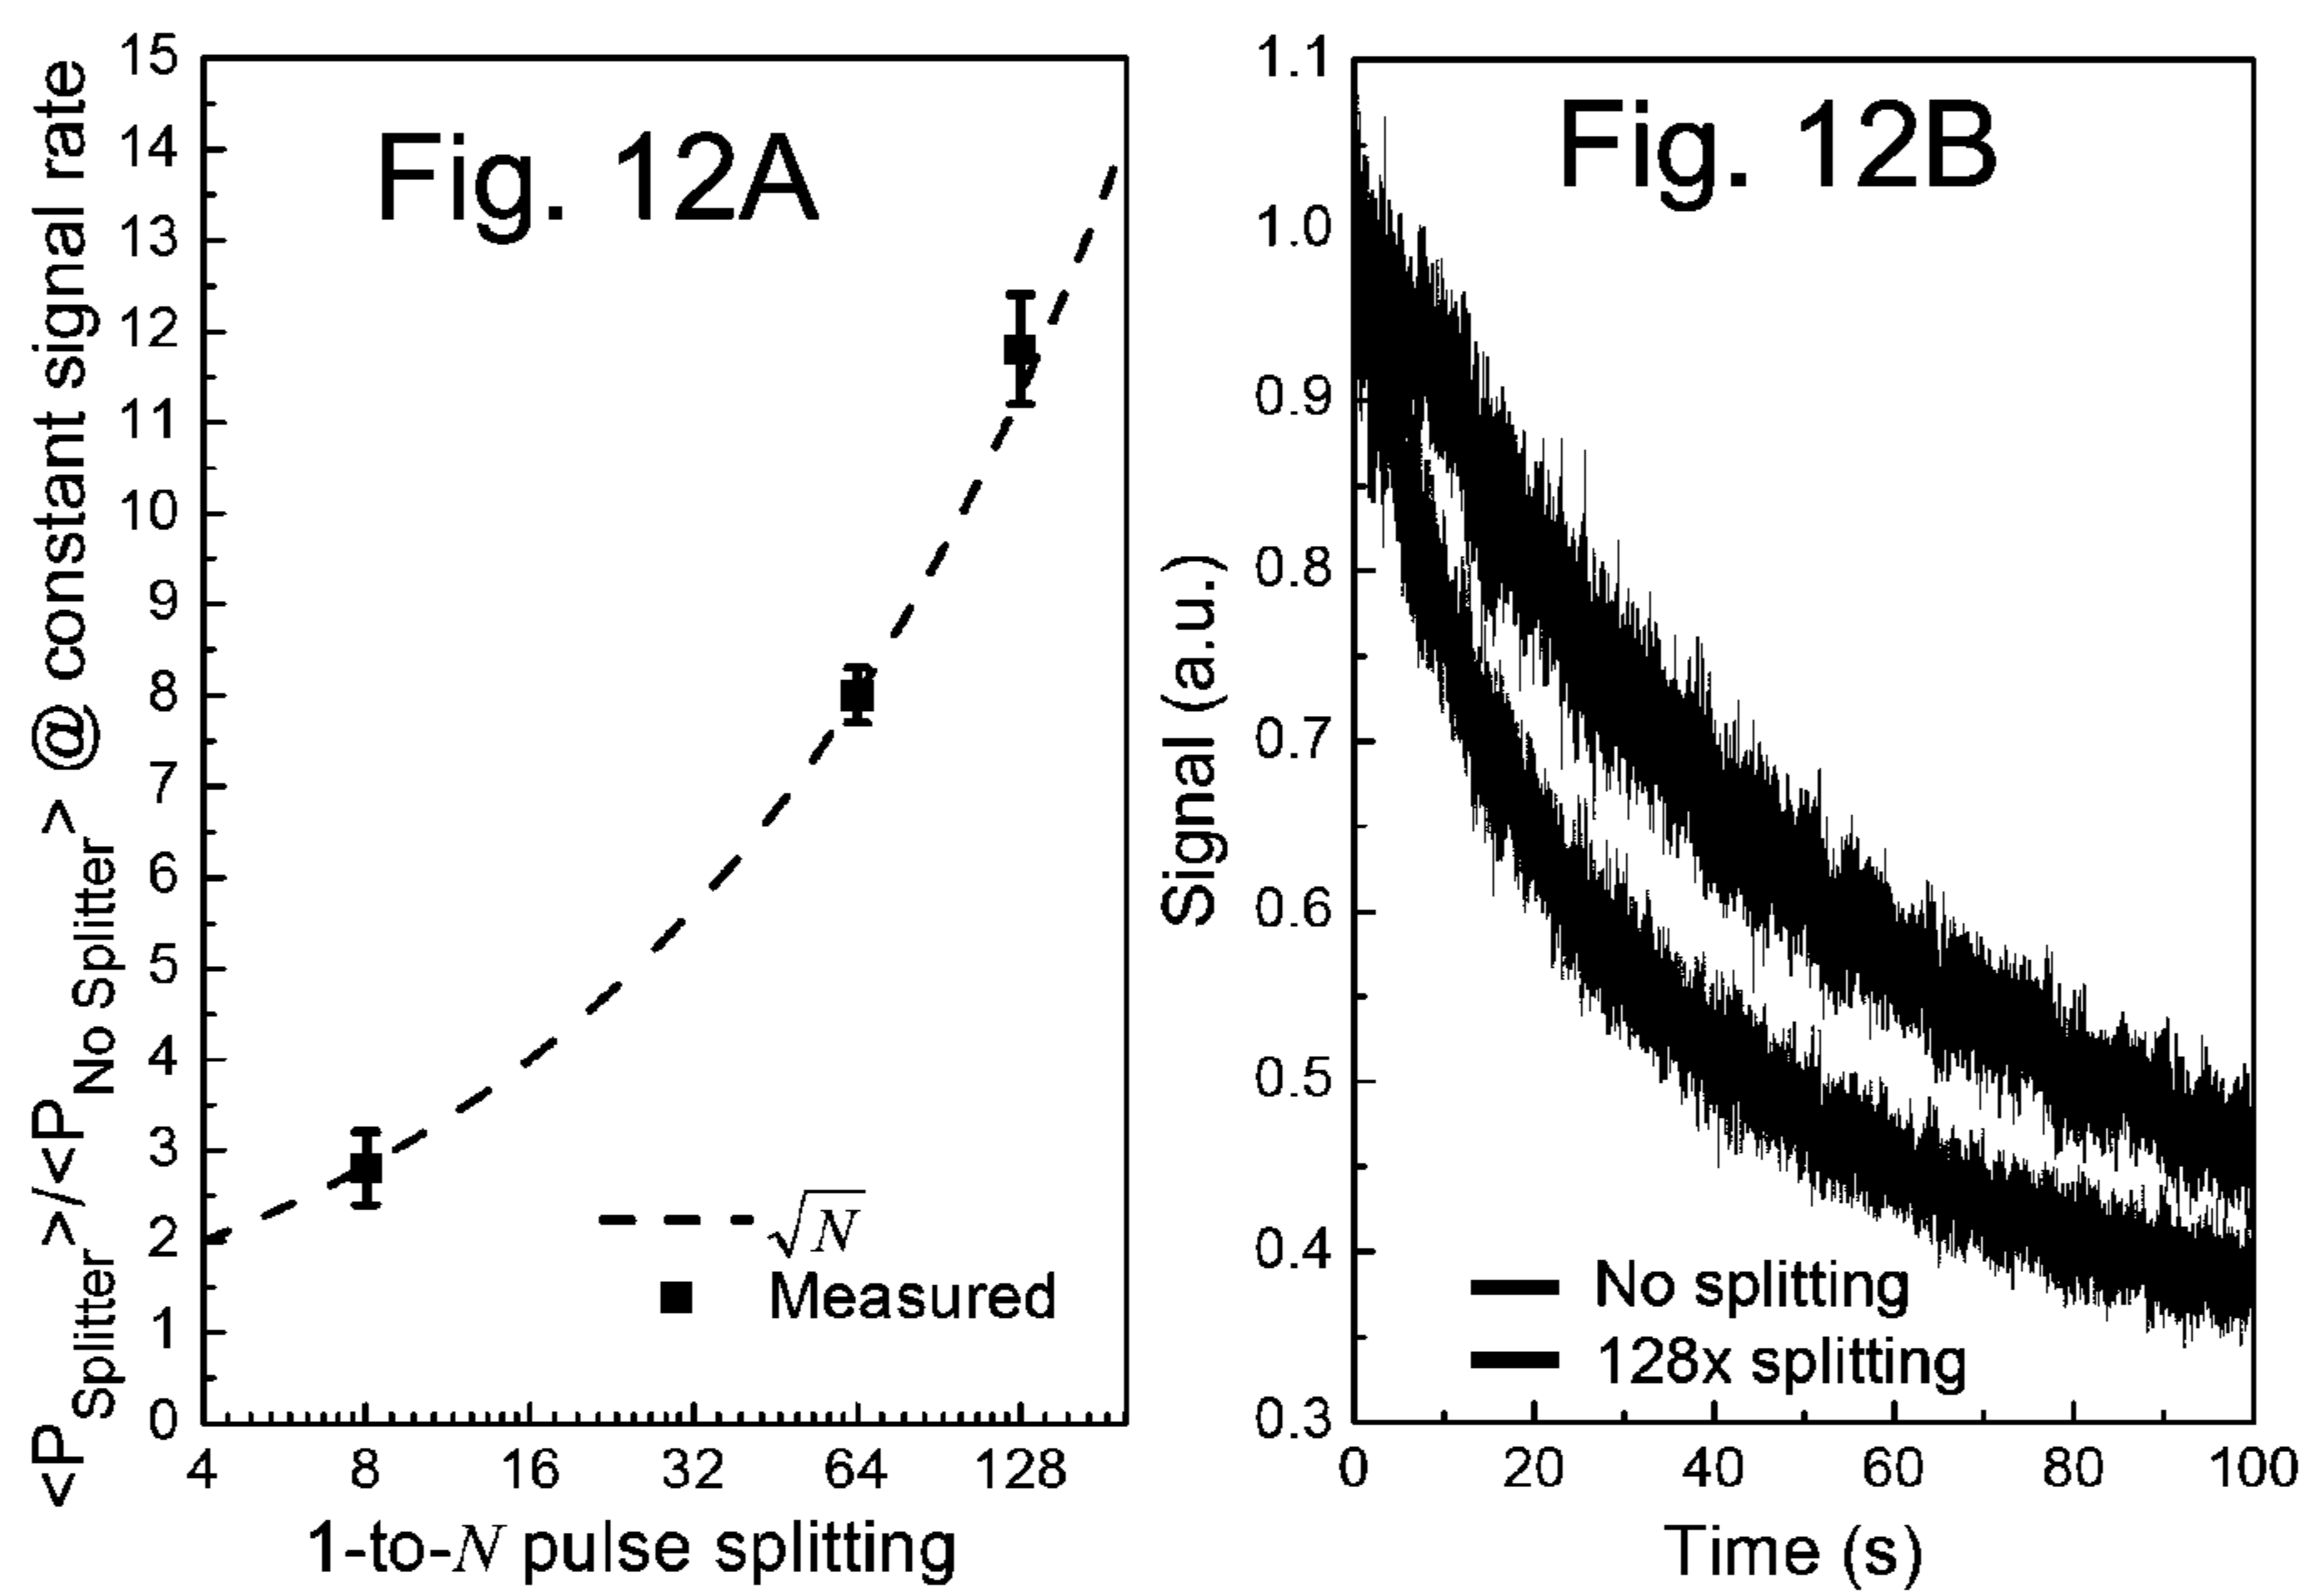 Fig. 12A
<P Splitter >/<P No Splitter > @ constant signal rate
15
14
13
12
11
10
9
8
7
6
5
4
3
2
1
0
√N
Measured
4 8 16 32 64 128
1-to-N pulse splitting
Fig. 12B
Signal (a.u.)
1.1
1.0
0.9
0.8
0.7
0.6
0.5
0.4
0.3
No splitting
128x splitting
0 20 40 60 80 100
Time (s)